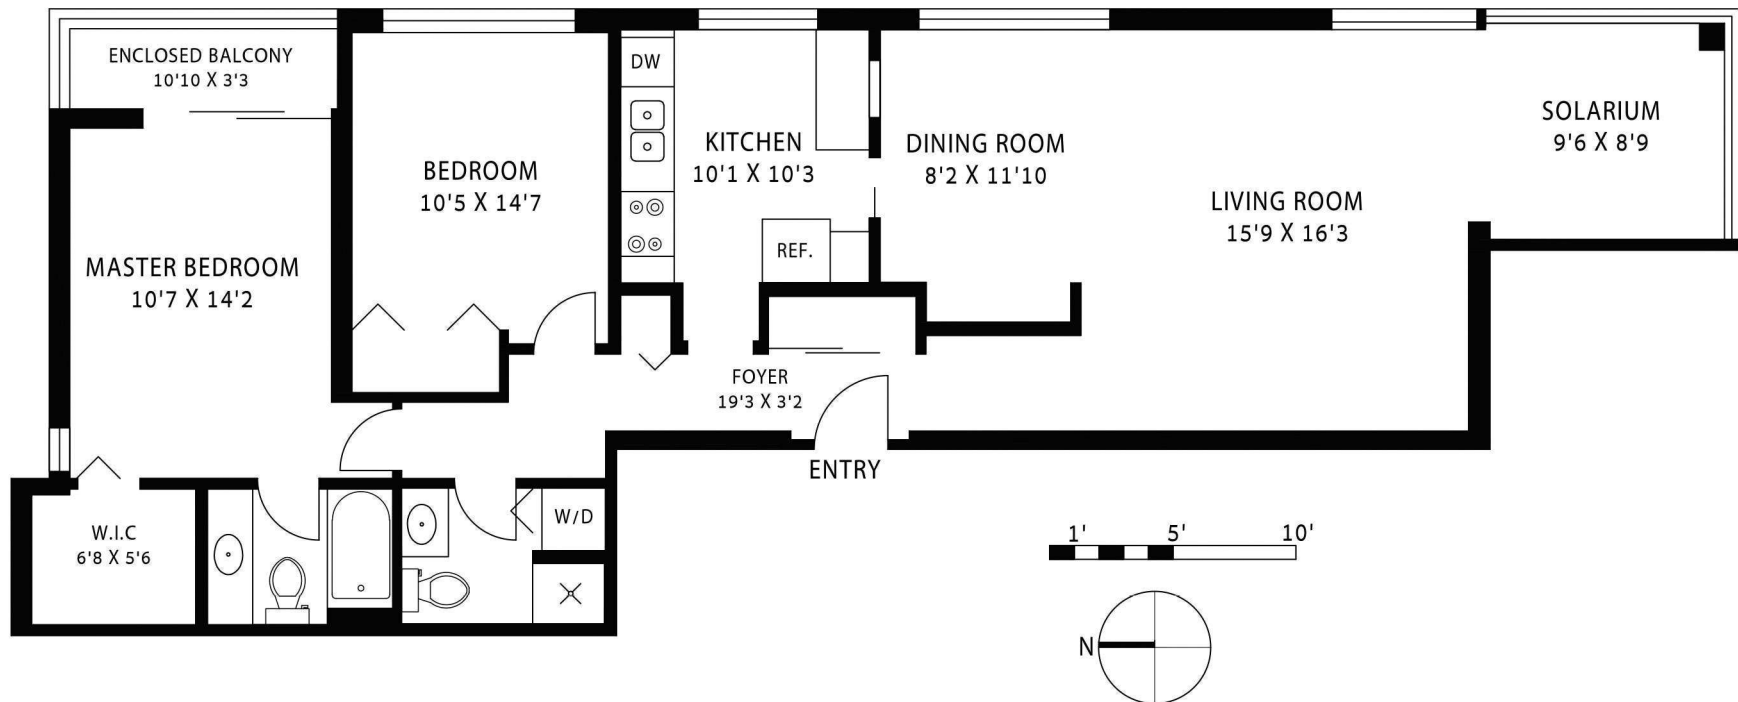 ENCLOSED BALCONY
10'10 X 3'3
MASTER BEDROOM
10'7 X 14'2
BEDROOM
10'5 X 14'7
DW
KITCHEN
10'1 X 10'3
REF.
DINING ROOM
8'2 X 11'10
LIVING ROOM
15'9 X 16'3
SOLARIUM
9'6 X 8'9
FOYER
19'3 X 3'2
ENTRY
W.I.C
6'8 X 5'6
W/D
1' 5' 10'
N